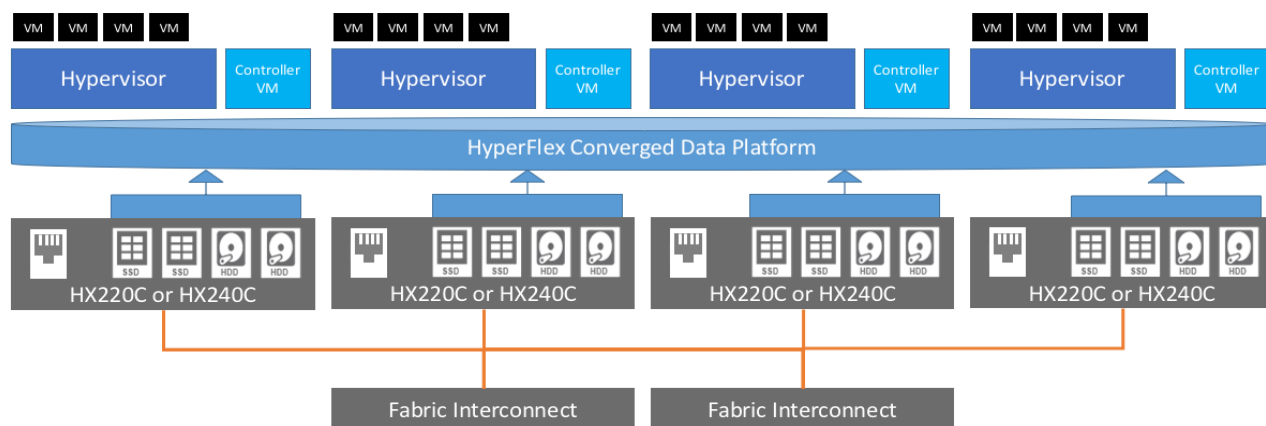 VM VM VM VM VM VM VM VM VM VM VM VM VM VM VM VM
Hypervisor Controller VM Hypervisor Controller VM Hypervisor Controller VM Hypervisor Controller VM
HyperFlex Converged Data Platform
SSD SSD HDD HDD SSD SSD HDD HDD SSD SSD HDD HDD SSD SSD HDD HDD
HX220C or HX240C HX220C or HX240C HX220C or HX240C HX220C or HX240C
Fabric Interconnect Fabric Interconnect